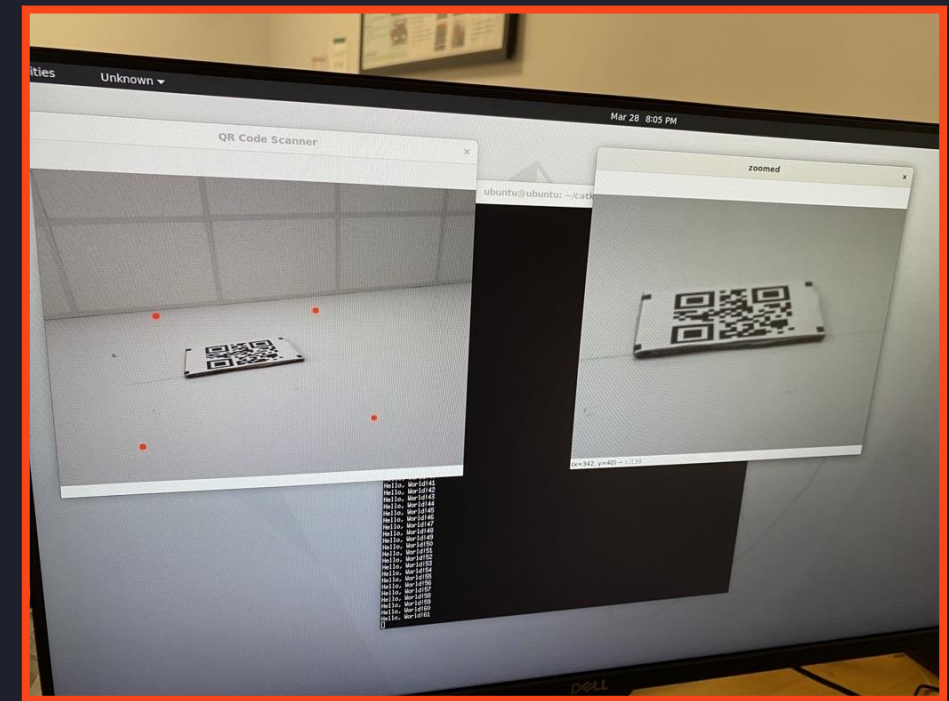 ities
Unknown
Mar 28 8:05 PM
QR Code Scanner
×
ubuntu@ubuntu: ~/catk
zoomed
×
(x=342, y=40) ~
Hello, World!41
Hello, World!42
Hello, World!43
Hello, World!44
Hello, World!45
Hello, World!46
Hello, World!47
Hello, World!48
Hello, World!49
Hello, World!50
Hello, World!51
Hello, World!52
Hello, World!53
Hello, World!54
Hello, World!55
Hello, World!56
Hello, World!57
Hello, World!58
Hello, World!59
Hello, World!60
Hello, World!61
DELL